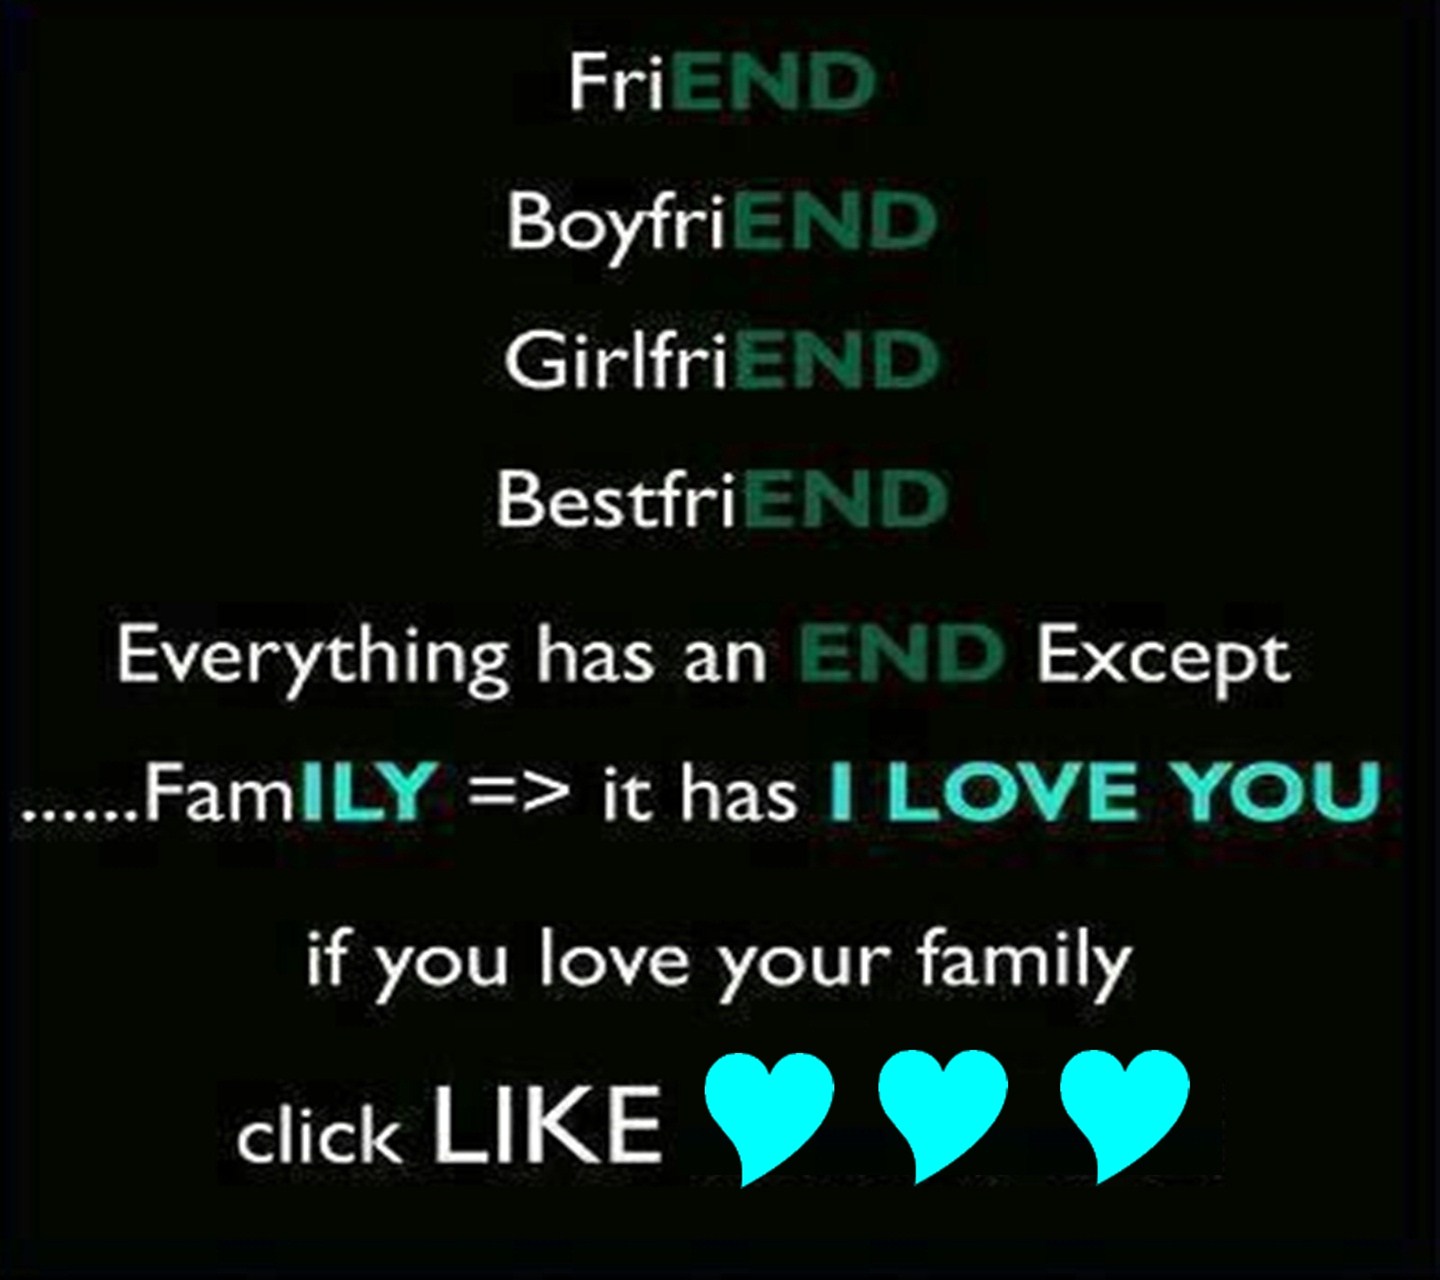 FriEND
BoyfriEND
GirlfriEND
BestfriEND
Everything has an END Except
......FamILY => it has I LOVE YOU
if you love your family
click LIKE